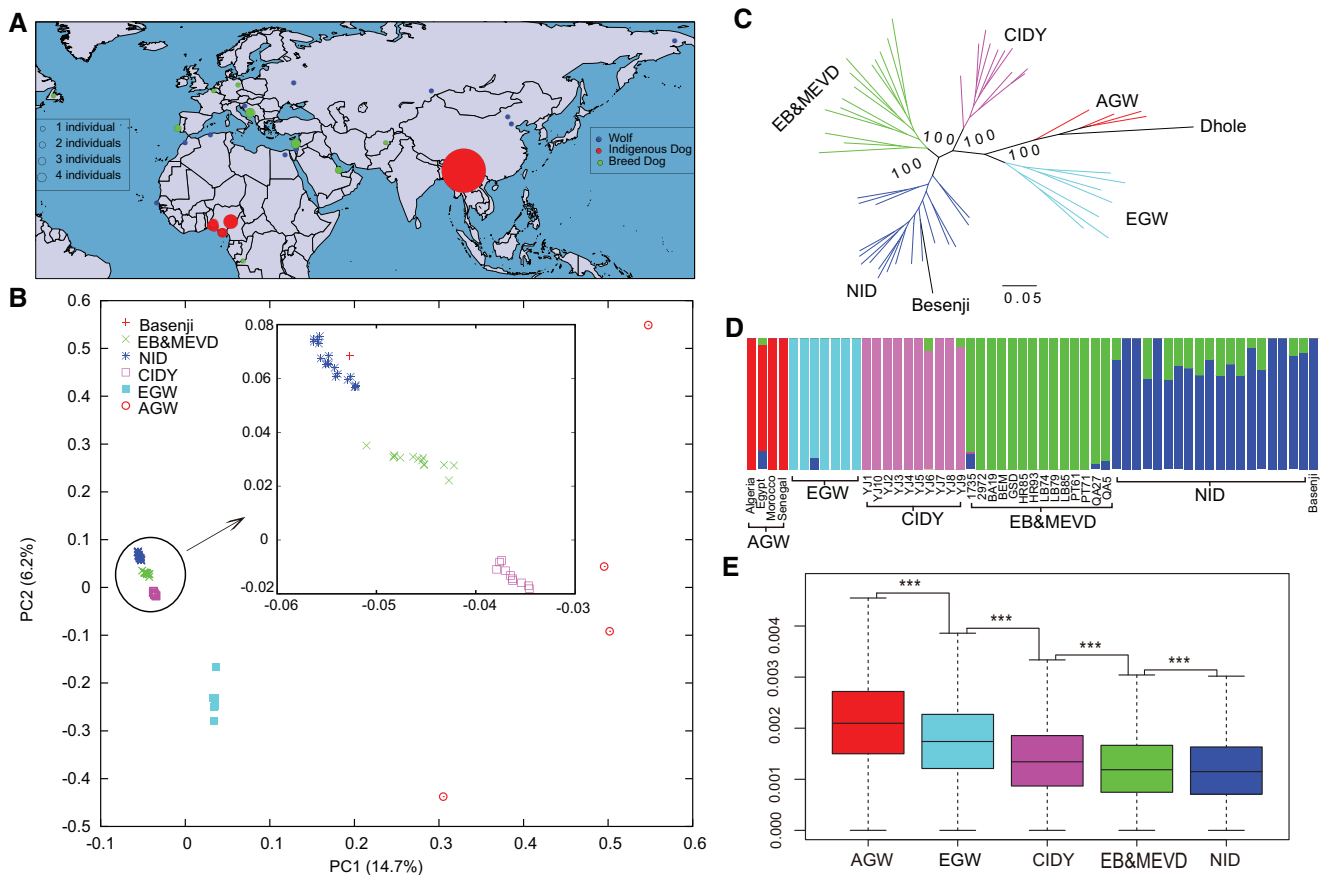 A
1 individual
2 individuals
3 individuals
4 individuals
Wolf
Indigenous Dog
Breed Dog
B
0.6
0.5
0.4
0.3
0.2
0.1
0
-0.1
-0.2
-0.3
-0.4
-0.5
PC2 (6.2%)
Basenji
EB&MEVD
NID
CIDY
EGW
AGW
0.08
0.06
0.04
0.02
0
-0.02
-0.06
-0.05
-0.04
-0.03
-0.1
0
0.1
0.2
0.3
0.4
0.5
0.6
PC1 (14.7%)
C
CIDY
EB&MEVD
AGW
Dhole
100
100
100
100
EGW
NID
Besenji
0.05
D
Algeria
Egypt
Morocco
Senegal
AGW
EGW
YJ1
YJ10
YJ2
YJ3
YJ4
YJ5
YJ6
YJ7
YJ8
YJ9
CIDY
1735
2972
BA19
BEM
GSD
HR85
HR93
LB74
LB79
LB85
PT61
PT71
QA27
QA5
EB&MEVD
NID
Basenji
E
0.004
0.003
0.002
0.001
0.000
***
***
***
***
AGW
EGW
CIDY
EB&MEVD
NID